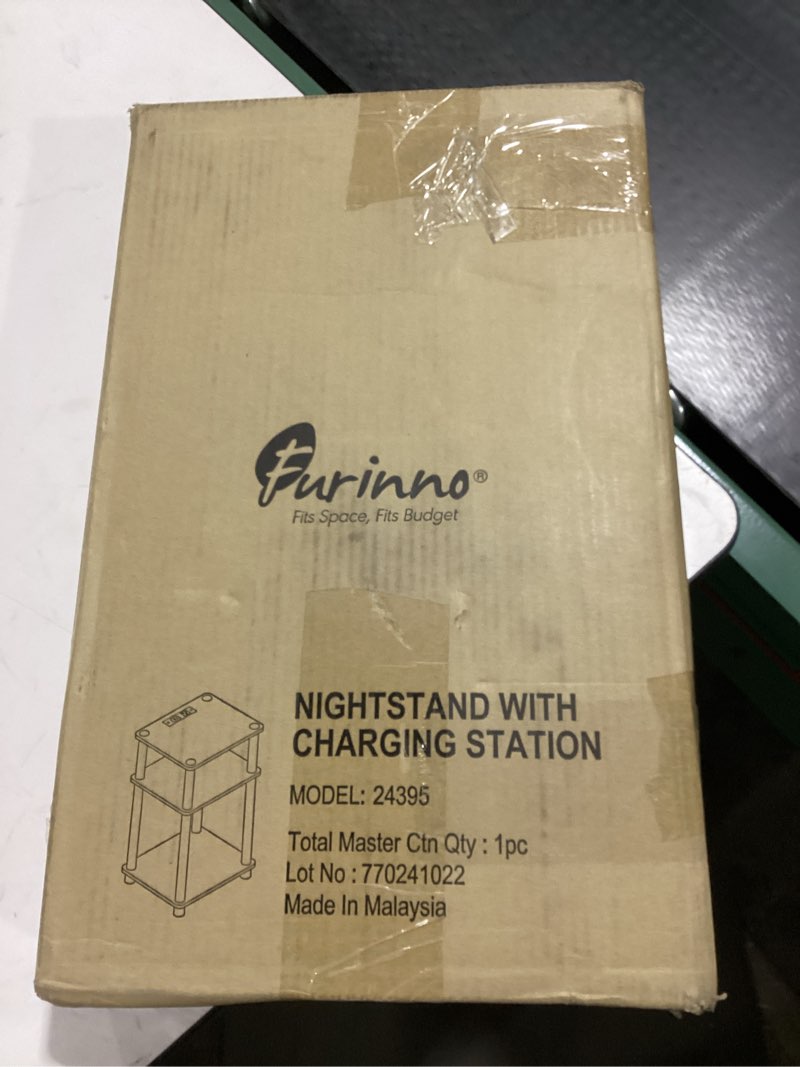 Furinno®
Fits Space, Fits Budget
NIGHTSTAND WITH
CHARGING STATION
MODEL: 24395
Total Master Ctn Qty : 1pc
Lot No : 770241022
Made In Malaysia